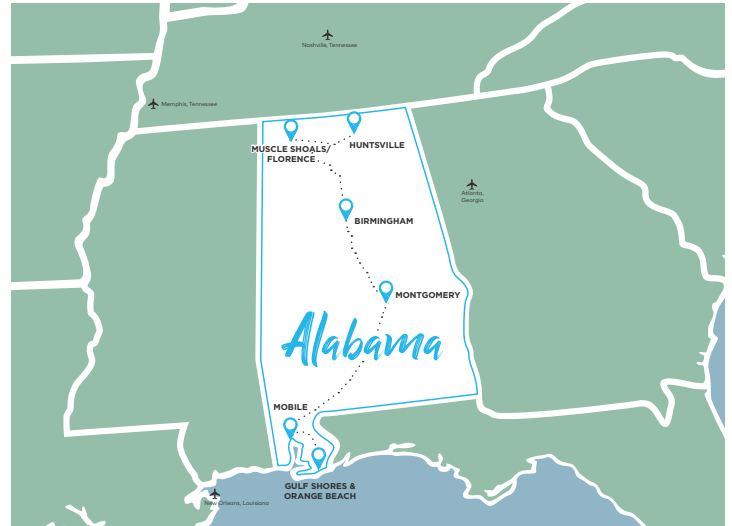 Nashville, Tennessee
Memphis, Tennessee
MUSCLE SHOALS/
FLORENCE
HUNTSVILLE
Atlanta,
Georgia
BIRMINGHAM
MONTGOMERY
Alabama
MOBILE
GULF SHORES &
ORANGE BEACH
New Orleans, Louisiana